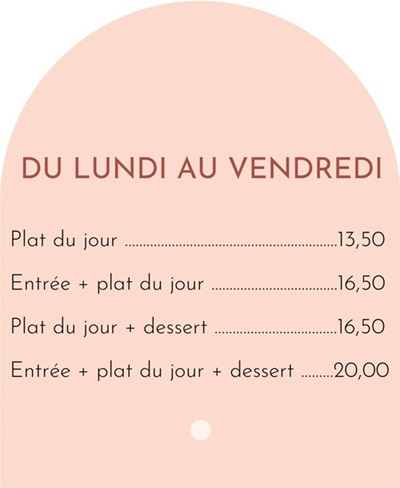 DU LUNDI AU VENDREDI
Plat du jour ...........................................................13,50
Entrée + plat du jour ...................................16,50
Plat du jour + dessert ..................................16,50
Entrée + plat du jour + dessert .........20,00